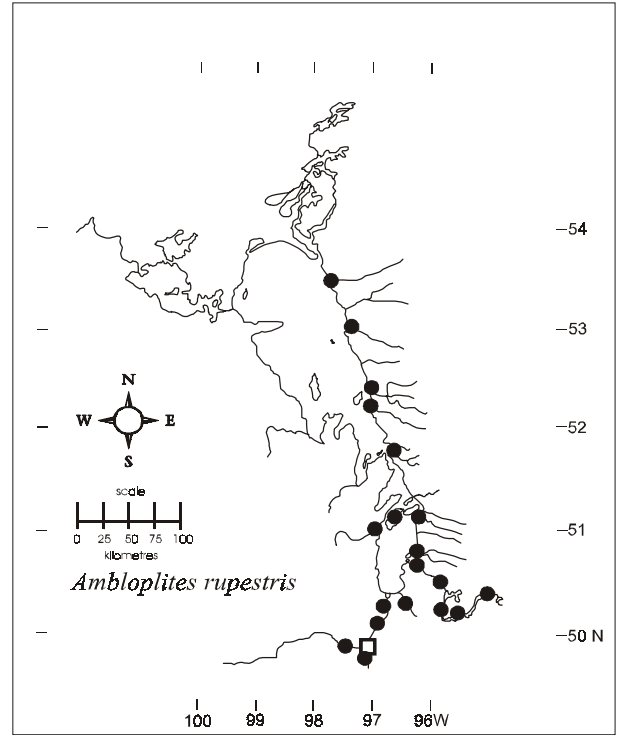 54
53
N
W E
S
52
scale
0 25 50 75 100
kilometres
51
Ambloplites rupestris
50 N
100 99 98 97 96W